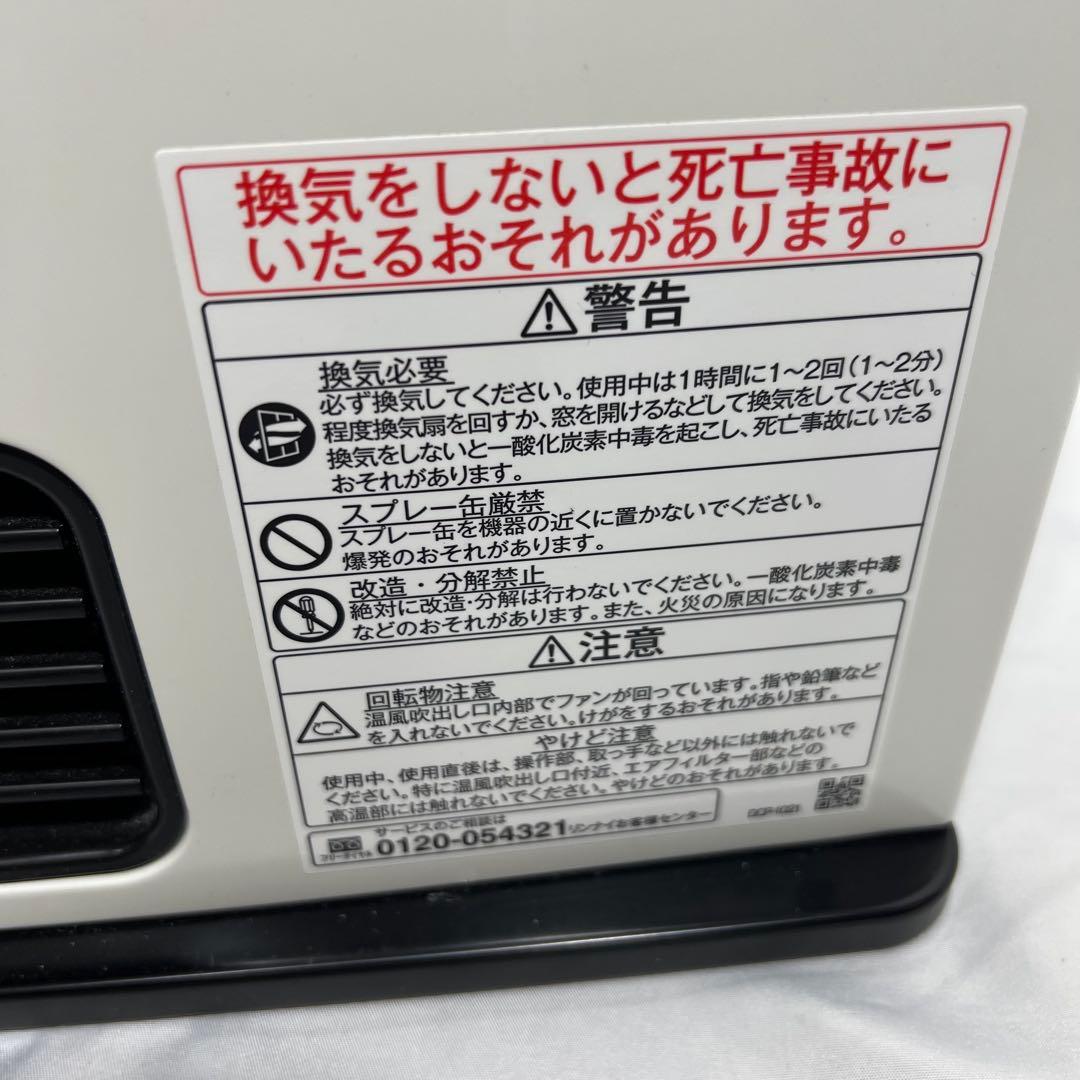 換気をしないと死亡事故に
いたるおそれがあります。
警告
換気必要
必ず換気してください。使用中は1時間に1～2回（1～2分）
程度換気扇を回すか、窓を開けるなどして換気をしてください。
換気をしないと一酸化炭素中毒を起こし、死亡事故にいたる
おそれがあります。
スプレー缶厳禁
スプレー缶を機器の近くに置かないでください。
爆発のおそれがあります。
改造・分解禁止
絶対に改造・分解は行わないでください。一酸化炭素中毒
などのおそれがあります。また、火災の原因になります。
注意
回転物注意
温風吹出し口内部でファンが回っています。指や鉛筆など
を入れないでください。けがをするおそれがあります。
やけど注意
使用中、使用直後は、操作部、取っ手など以外には触れないで
ください。特に温風吹出し口付近、エアフィルター部などの
高温部には触れないでください。やけどのおそれがあります。
サービスのご相談は
フリーダイヤル 0120-054321 リンナイお客様センター